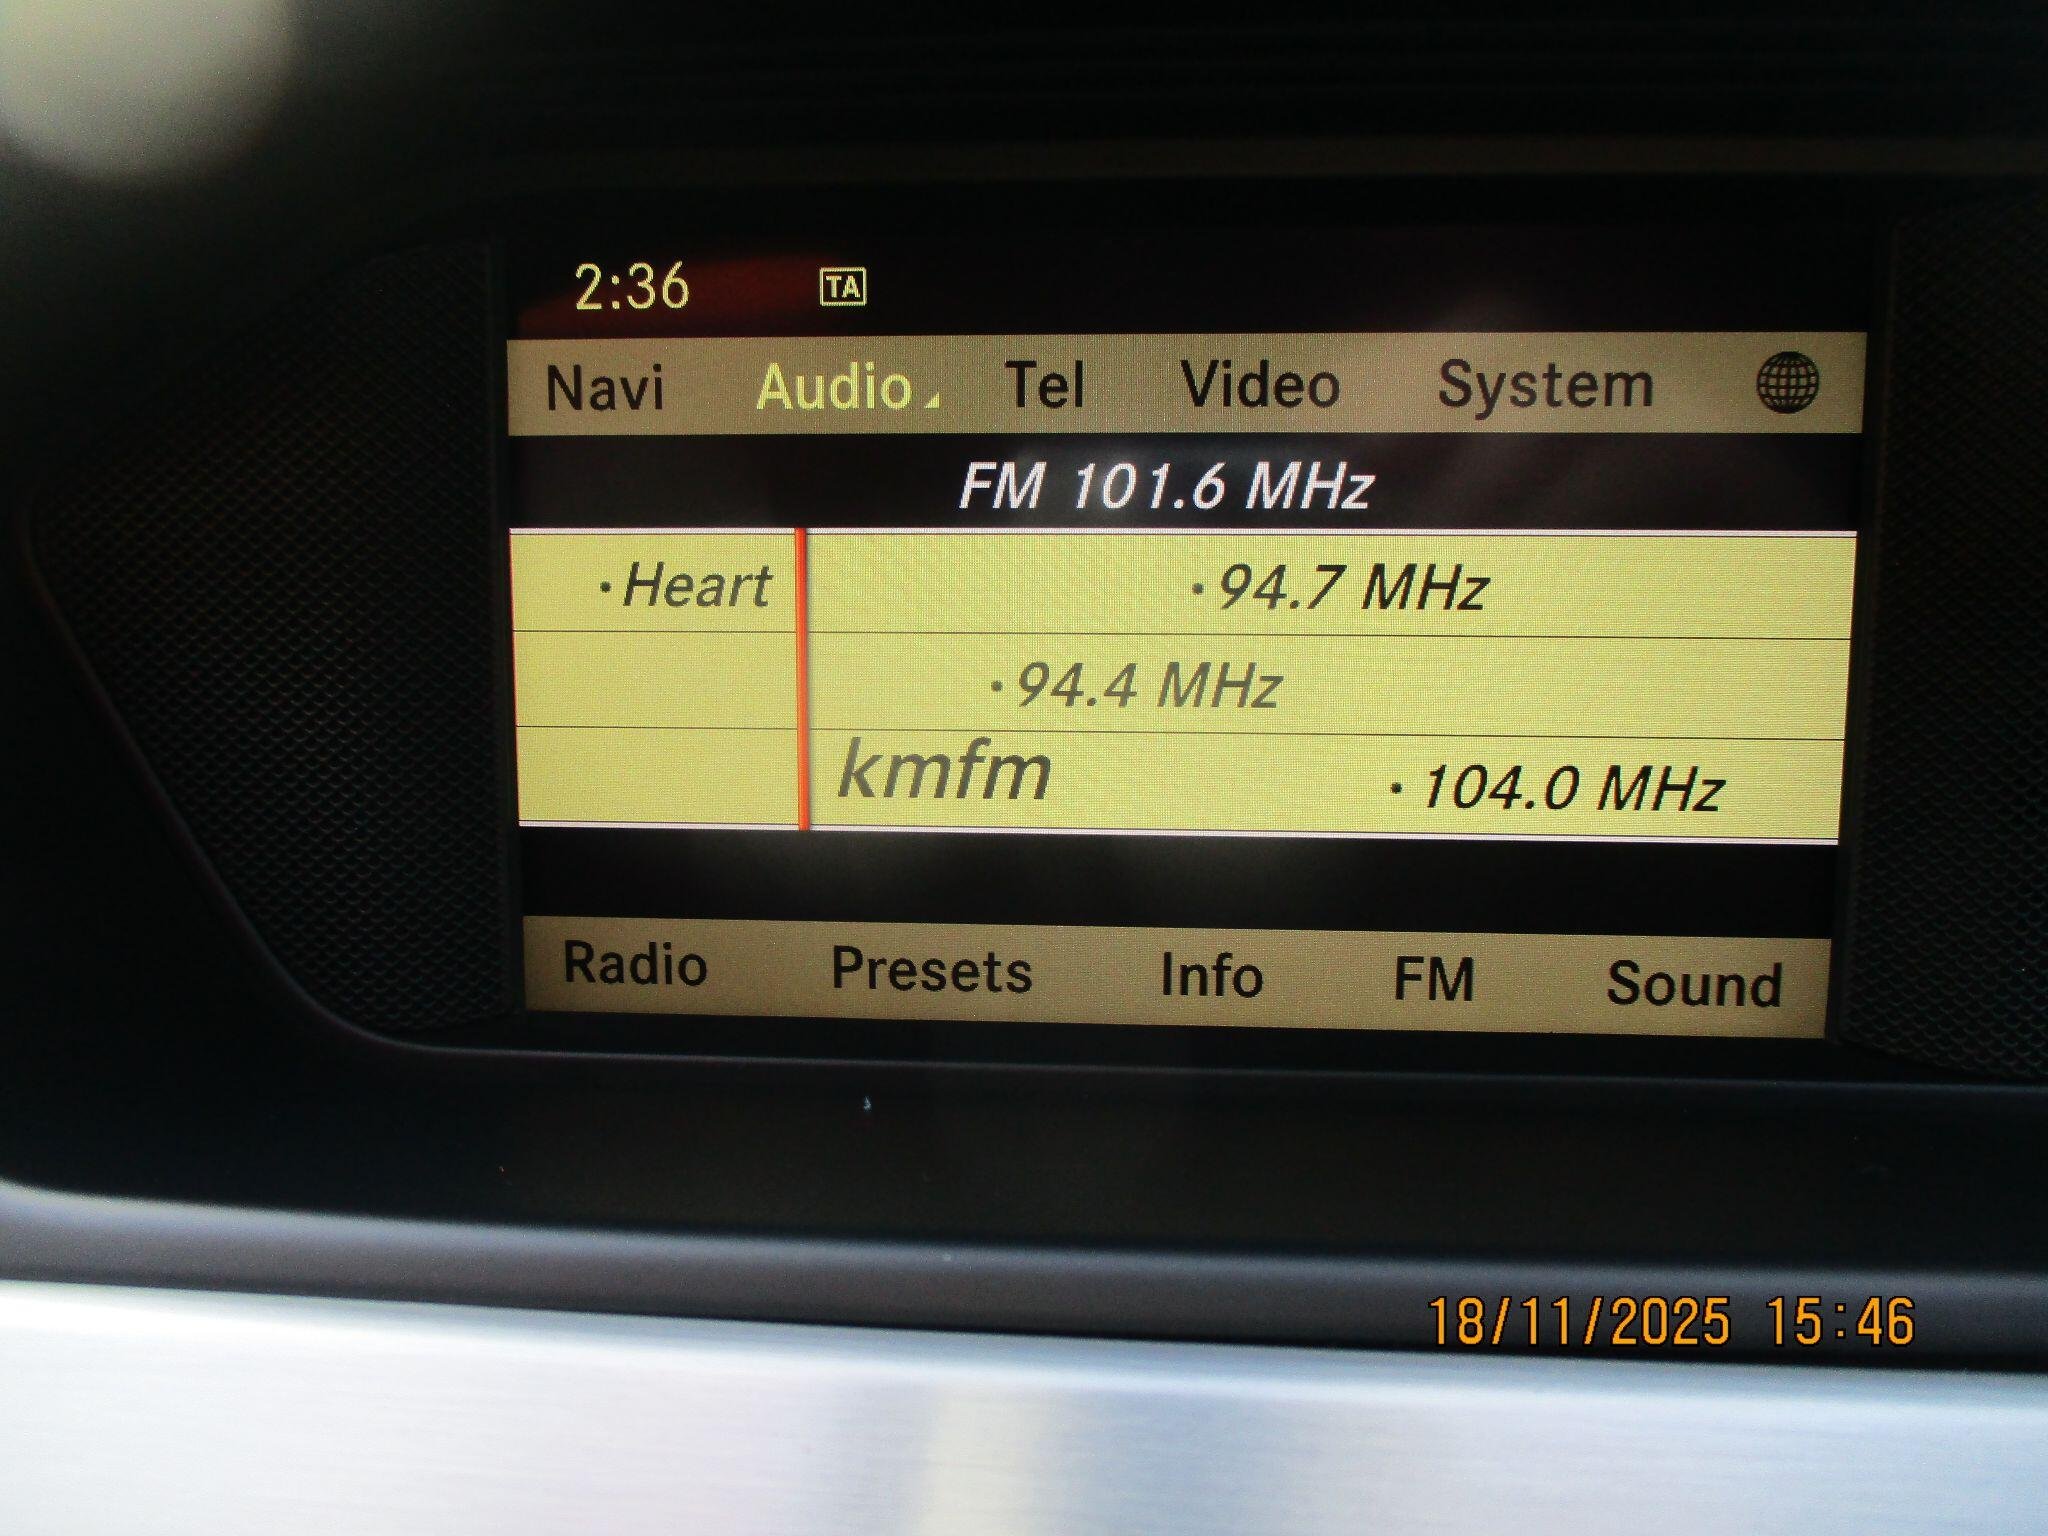 2:36 TA
Navi Audio Tel Video System
FM 101.6 MHz
·Heart ·94.7 MHz
·94.4 MHz
kmfm ·104.0 MHz
Radio Presets Info FM Sound
18/11/2025 15:46